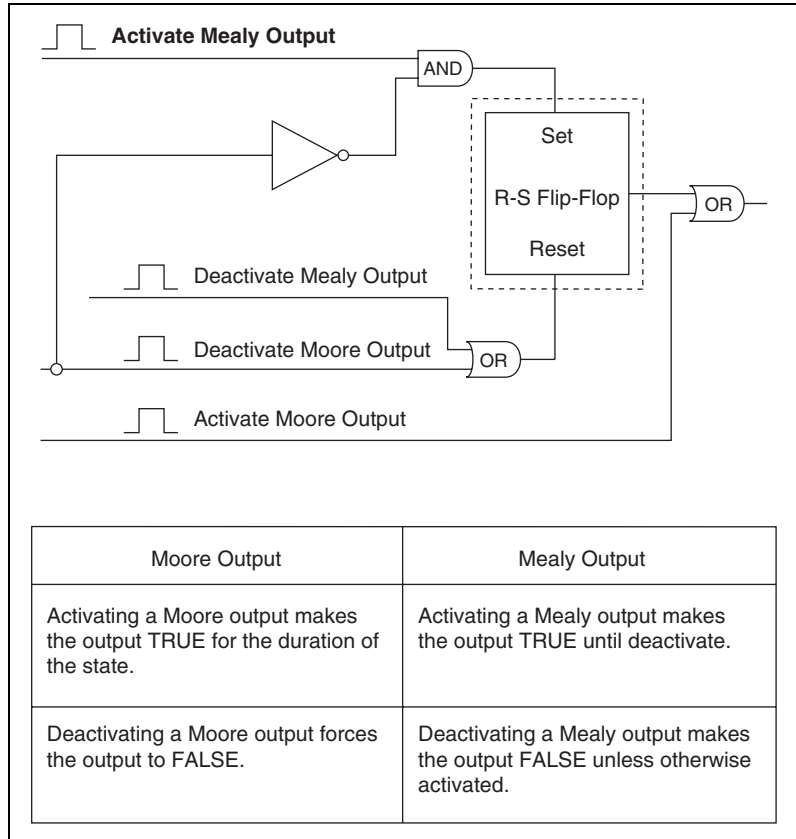 Activate Mealy Output
AND
Set
R-S Flip-Flop
OR
Reset
Deactivate Mealy Output
Deactivate Moore Output
OR
Activate Moore Output
Moore Output
Mealy Output
Activating a Moore output makes
the output TRUE for the duration of
the state.
Activating a Mealy output makes
the output TRUE until deactivate.
Deactivating a Moore output forces
the output to FALSE.
Deactivating a Mealy output makes
the output FALSE unless otherwise
activated.